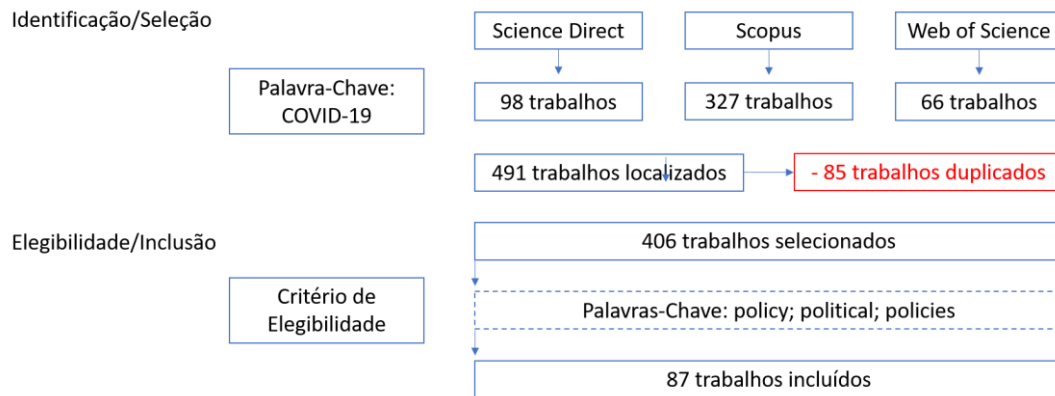 Identificação/Seleção
Science Direct
Scopus
Web of Science
Palavra-Chave:
COVID-19
98 trabalhos
327 trabalhos
66 trabalhos
491 trabalhos localizados
- 85 trabalhos duplicados
Elegibilidade/Inclusão
406 trabalhos selecionados
Critério de
Elegibilidade
Palavras-Chave: policy; political; policies
87 trabalhos incluídos